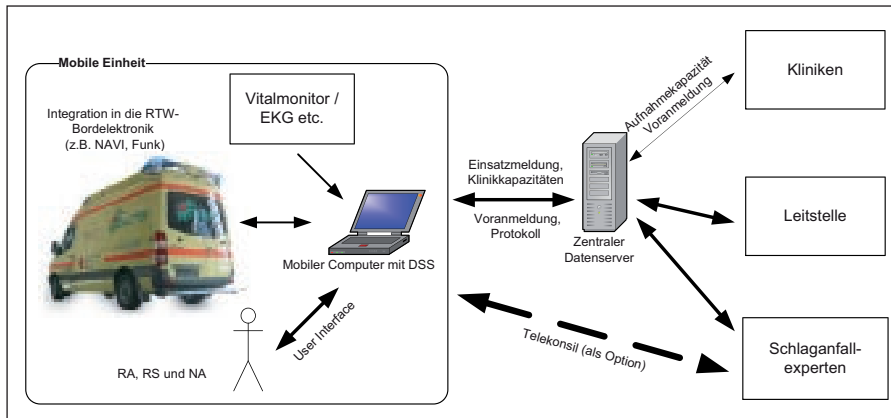 Mobile Einheit
Integration in die RTW-
Bordelektronik
(z.B. NAVI, Funk)
Vitalmonitor /
EKG etc.
Mobiler Computer mit DSS
User Interface
RA, RS und NA
Einsatzmeldung,
Klinikkapazitäten
Voranmeldung,
Protokoll
Zentraler
Datenserver
Aufnahmekapazität
Voranmeldung
Kliniken
Leitstelle
Telekonsil (als Option)
Schlaganfall-
experten